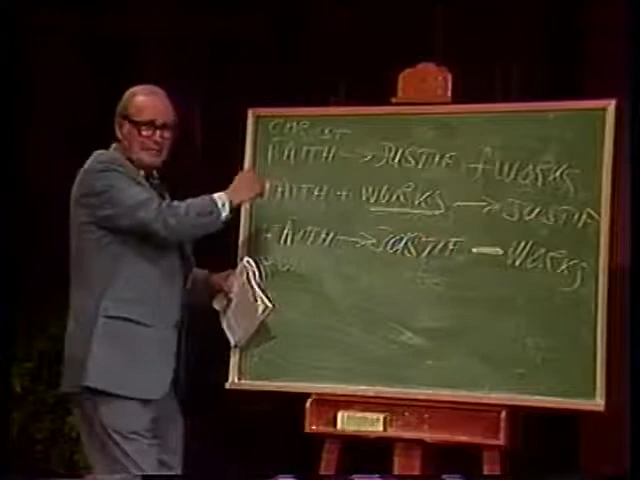 CHRIST
FAITH → JUSTIF + WORKS
FAITH + WORKS → JUSTIF
FAITH → JUSTIF — WORKS